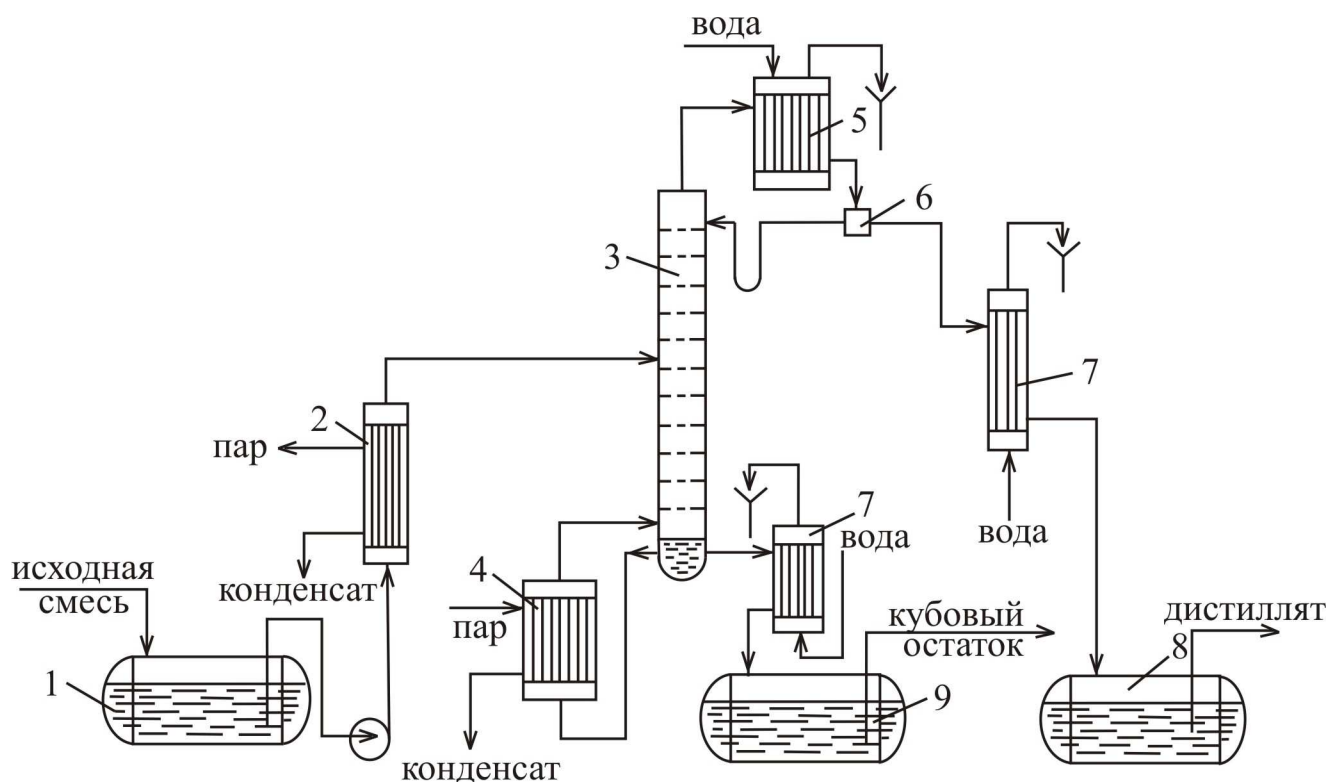 вода
5
6
3
7
2
пар
7
вода
вода
исходная
смесь
конденсат
4
пар
кубовый
остаток
дистиллят
1
9
8
конденсат